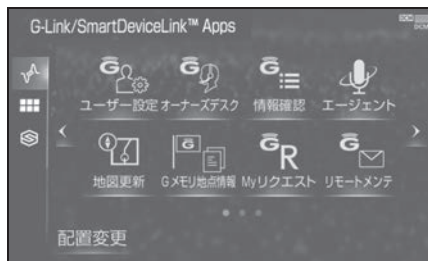 G-Link/SmartDeviceLink™ Apps
DCM
ユーザー設定 オーナーズデスク 情報確認 エージェント
地図更新 Gメモリ地点情報 Myリクエスト リモートメンテ
配置変更